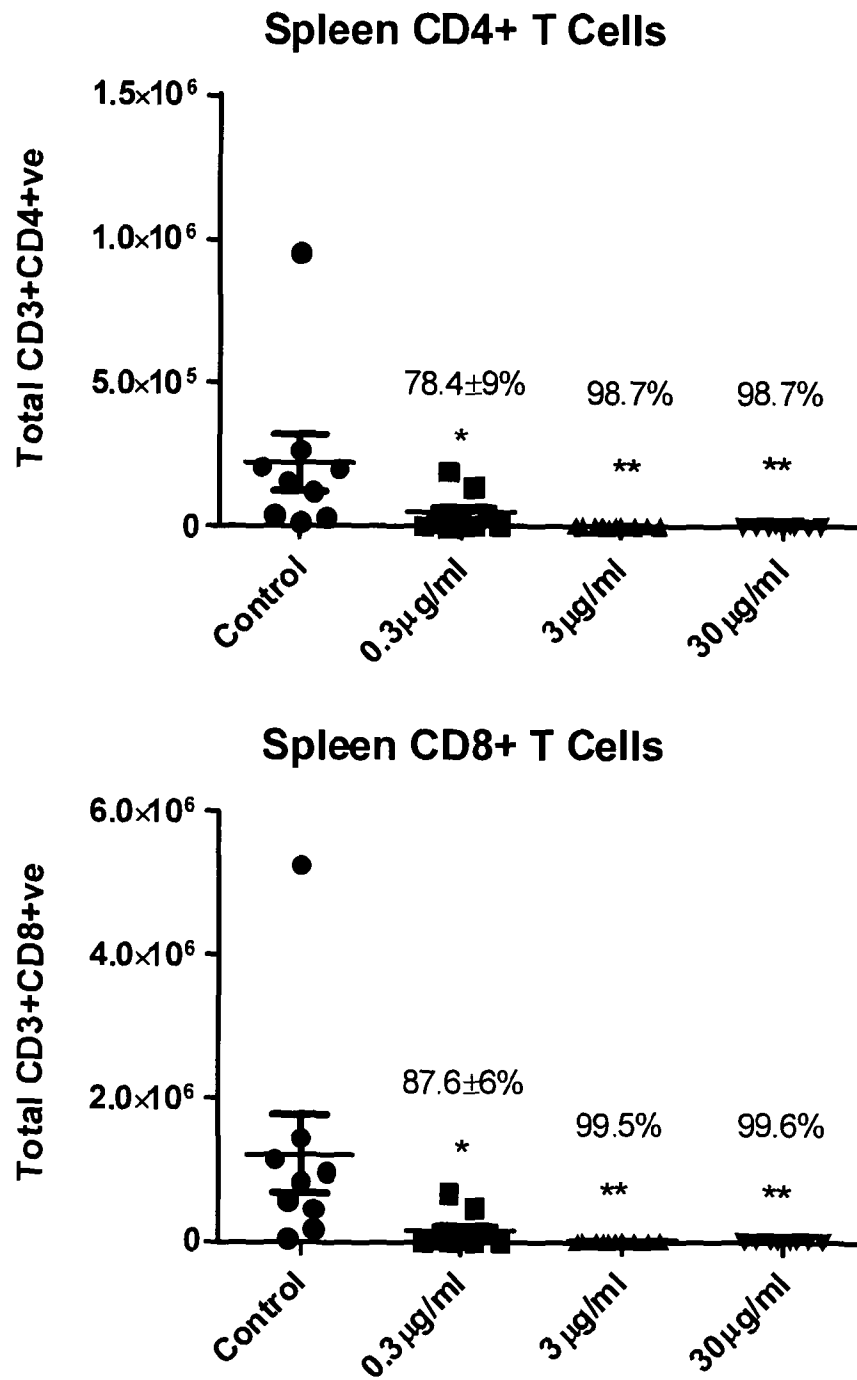 Spleen CD4+ T Cells
Total CD3+CD4+ve
1.5×10⁶
1.0×10⁶
5.0×10⁵
0
78.4±9%
*
98.7%
**
98.7%
**
Control
0.3µg/ml
3µg/ml
30µg/ml
Spleen CD8+ T Cells
Total CD3+CD8+ve
6.0×10⁶
4.0×10⁶
2.0×10⁶
0
87.6±6%
*
99.5%
**
99.6%
**
Control
0.3µg/ml
3µg/ml
30µg/ml